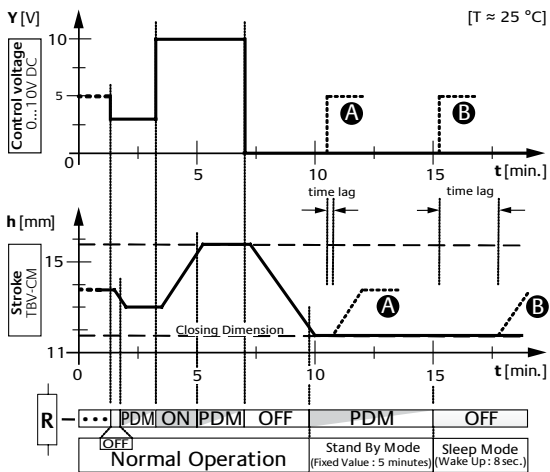 Y [V]
[T ≈ 25 °C]
Control voltage
0...10V DC
10
5
0
5
10
15
t [min.]
A
B
time lag
time lag
h [mm]
Stroke
TBV-CM
15
11
Closing Dimension
A
B
0
5
10
15
t [min.]
R
PDM
ON
PDM
OFF
PDM
OFF
OFF
Normal Operation
Stand By Mode
(Fixed Value : 5 minutes)
Sleep Mode
(Wake Up : 8 sec.)